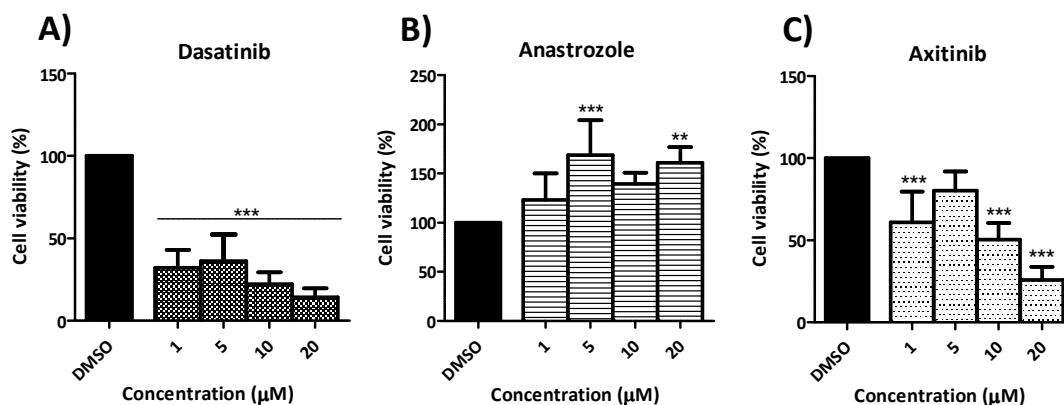 A)
Dasatinib
Cell viability (%)
150
100
50
0
***
DMSO
1
5
10
20
Concentration (μM)
B)
Anastrozole
Cell viability (%)
250
200
150
100
50
0
***
**
DMSO
1
5
10
20
Concentration (μM)
C)
Axitinib
Cell viability (%)
150
100
50
0
***
***
***
DMSO
1
5
10
20
Concentration (μM)